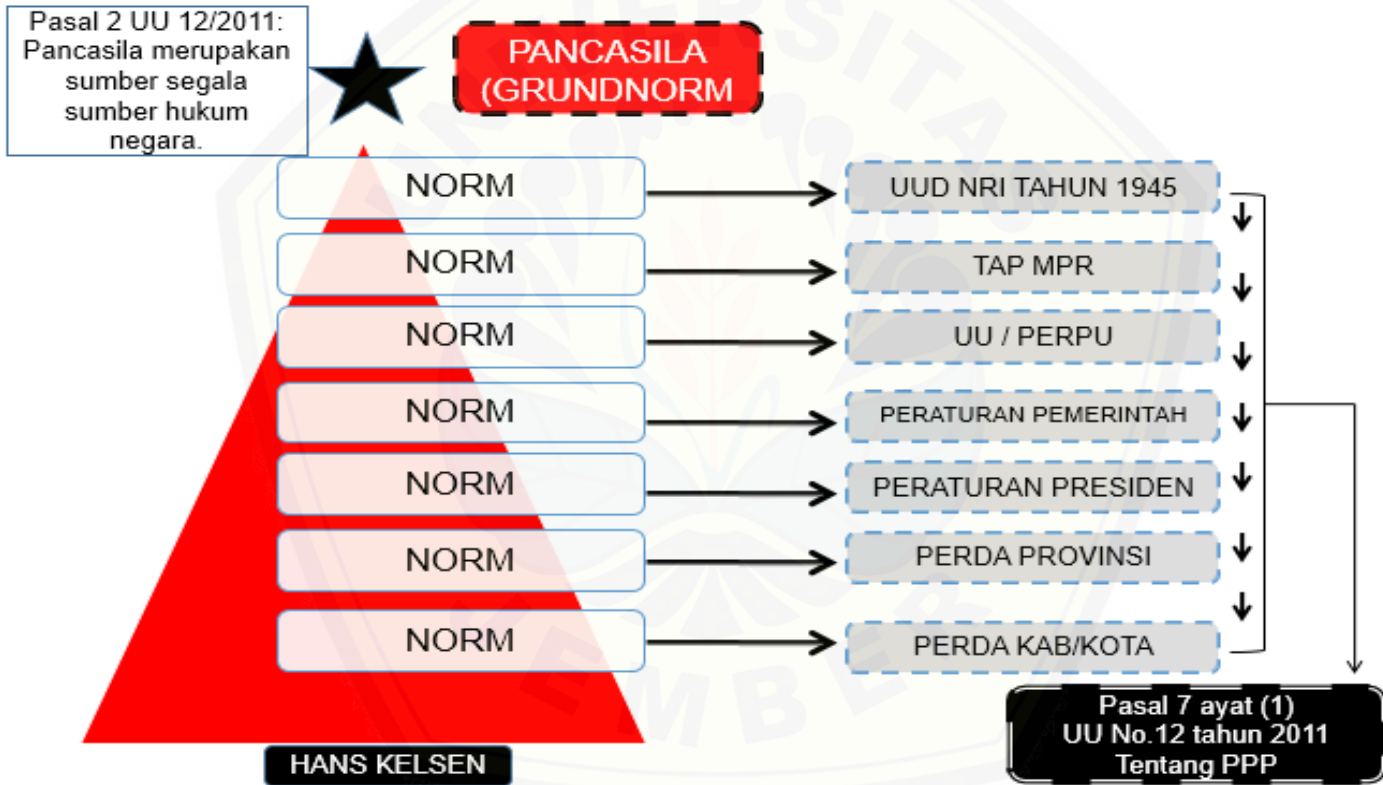 Pasal 2 UU 12/2011:
Pancasila merupakan
sumber segala
sumber hukum
negara.
PANCASILA
(GRUNDNORM
NORM
UUD NRI TAHUN 1945
NORM
TAP MPR
NORM
UU / PERPU
NORM
PERATURAN PEMERINTAH
NORM
PERATURAN PRESIDEN
NORM
PERDA PROVINSI
NORM
PERDA KAB/KOTA
HANS KELSEN
Pasal 7 ayat (1)
UU No.12 tahun 2011
Tentang PPP
UNIVERSITAS
JEMBER